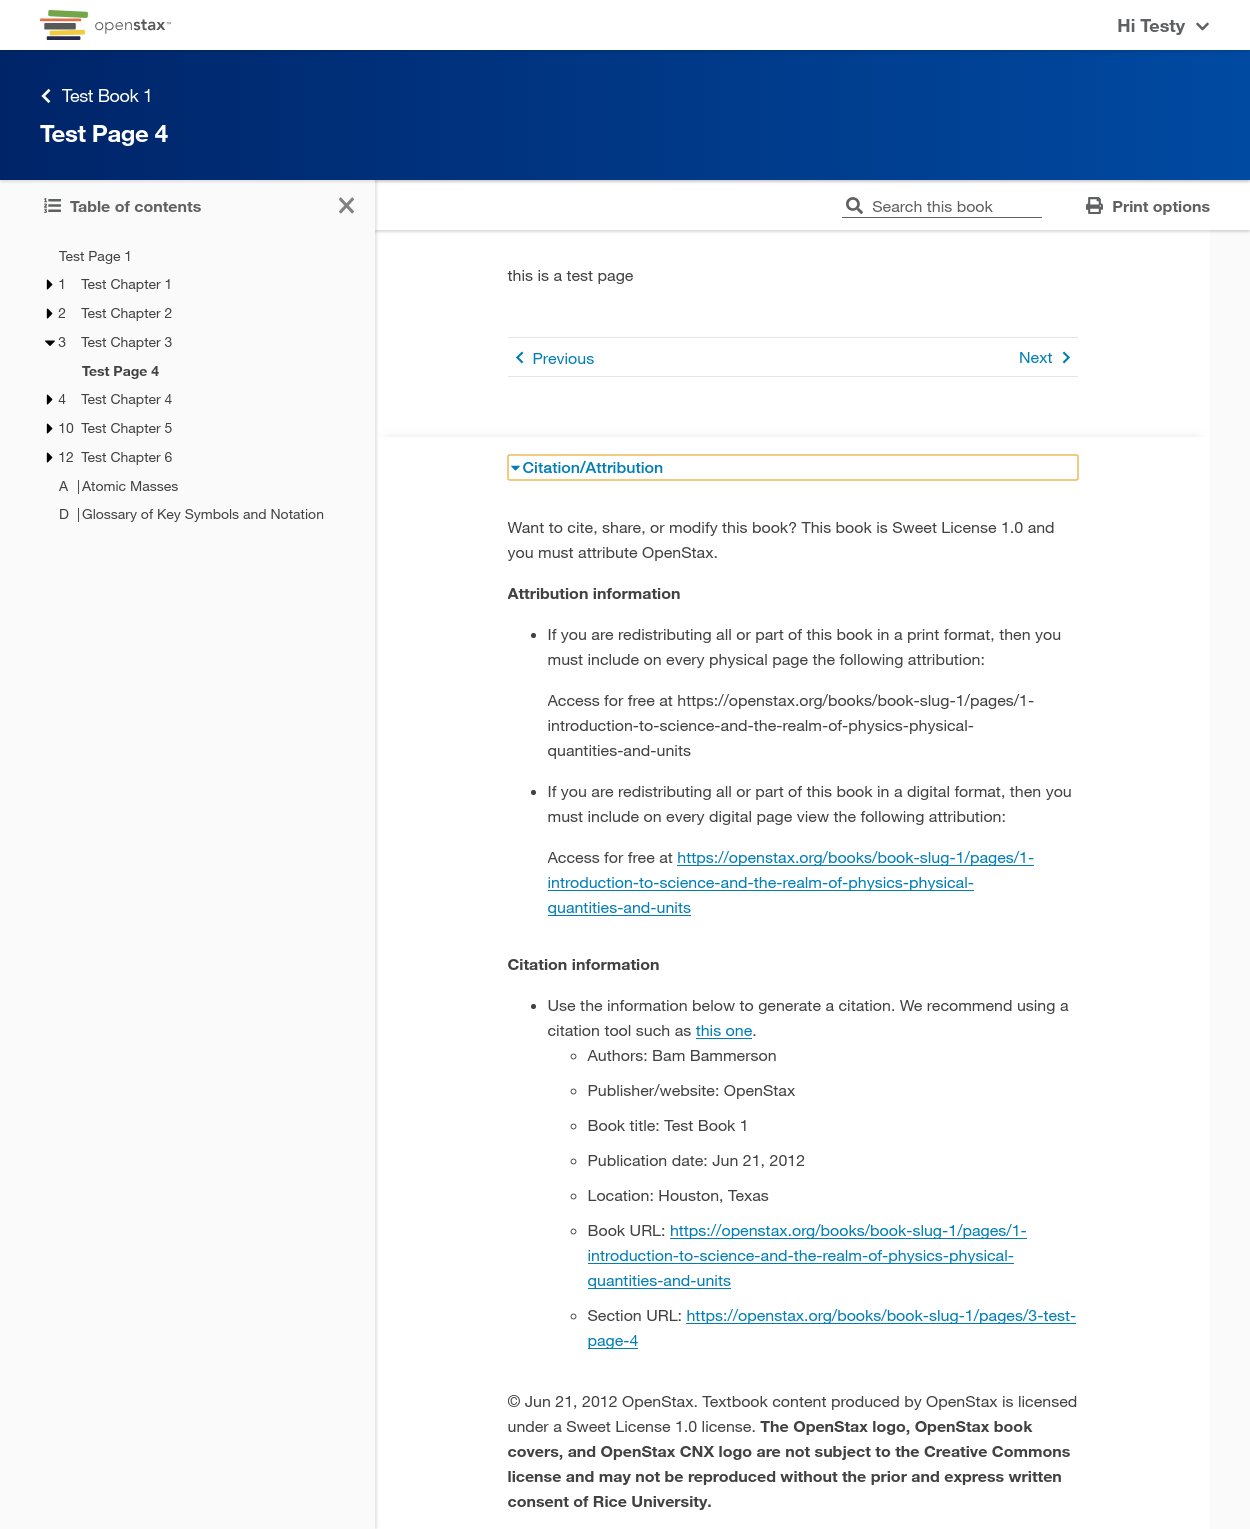 openstax™
Hi Testy
Test Book 1
Test Page 4
Table of contents
Search this book
Print options
Test Page 1
1 Test Chapter 1
2 Test Chapter 2
3 Test Chapter 3
Test Page 4
4 Test Chapter 4
10 Test Chapter 5
12 Test Chapter 6
A | Atomic Masses
D | Glossary of Key Symbols and Notation
this is a test page
Previous
Next
Citation/Attribution
Want to cite, share, or modify this book? This book is Sweet License 1.0 and
you must attribute OpenStax.
Attribution information
• If you are redistributing all or part of this book in a print format, then you
must include on every physical page the following attribution:
Access for free at https://openstax.org/books/book-slug-1/pages/1-
introduction-to-science-and-the-realm-of-physics-physical-
quantities-and-units
• If you are redistributing all or part of this book in a digital format, then you
must include on every digital page view the following attribution:
Access for free at https://openstax.org/books/book-slug-1/pages/1-
introduction-to-science-and-the-realm-of-physics-physical-
quantities-and-units
Citation information
• Use the information below to generate a citation. We recommend using a
citation tool such as this one.
◦ Authors: Bam Bammerson
◦ Publisher/website: OpenStax
◦ Book title: Test Book 1
◦ Publication date: Jun 21, 2012
◦ Location: Houston, Texas
◦ Book URL: https://openstax.org/books/book-slug-1/pages/1-
introduction-to-science-and-the-realm-of-physics-physical-
quantities-and-units
◦ Section URL: https://openstax.org/books/book-slug-1/pages/3-test-
page-4
© Jun 21, 2012 OpenStax. Textbook content produced by OpenStax is licensed
under a Sweet License 1.0 license. The OpenStax logo, OpenStax book
covers, and OpenStax CNX logo are not subject to the Creative Commons
license and may not be reproduced without the prior and express written
consent of Rice University.